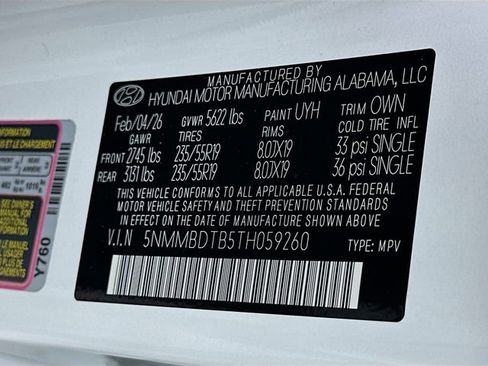 MANUFACTURED BY
HYUNDAI MOTOR MANUFACTURING ALABAMA, LLC
Feb/04/26 GVWR 5622 lbs PAINT UYH TRIM OWN
GAWR TIRES RIMS COLD TIRE INFL
FRONT 2745 lbs 235/55R19 8.0JX19 33 psi SINGLE
REAR 3131 lbs 235/55R19 8.0JX19 36 psi SINGLE
THIS VEHICLE CONFORMS TO ALL APPLICABLE U.S.A. FEDERAL
MOTOR VEHICLE SAFETY AND THEFT PREVENTION STANDARDS
IN EFFECT ON THE DATE OF MANUFACTURE SHOWN ABOVE
V.I.N 5NMMBDTB5TH059260 TYPE: MPV
INFORMATION
CHARGEMENT
Y760